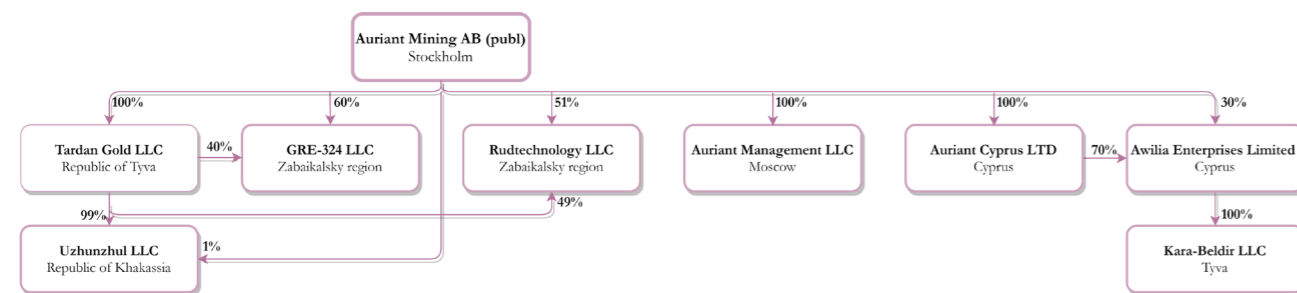 Auriant Mining AB (publ)
Stockholm
100%
60%
51%
100%
100%
30%
Tardan Gold LLC
Republic of Tyva
40%
GRE-324 LLC
Zabaikalsky region
Rudtechnology LLC
Zabaikalsky region
Auriant Management LLC
Moscow
Auriant Cyprus LTD
Cyprus
70%
Awilia Enterprises Limited
Cyprus
99%
49%
100%
Uzhunzhul LLC
Republic of Khakassia
1%
Kara-Beldir LLC
Tyva